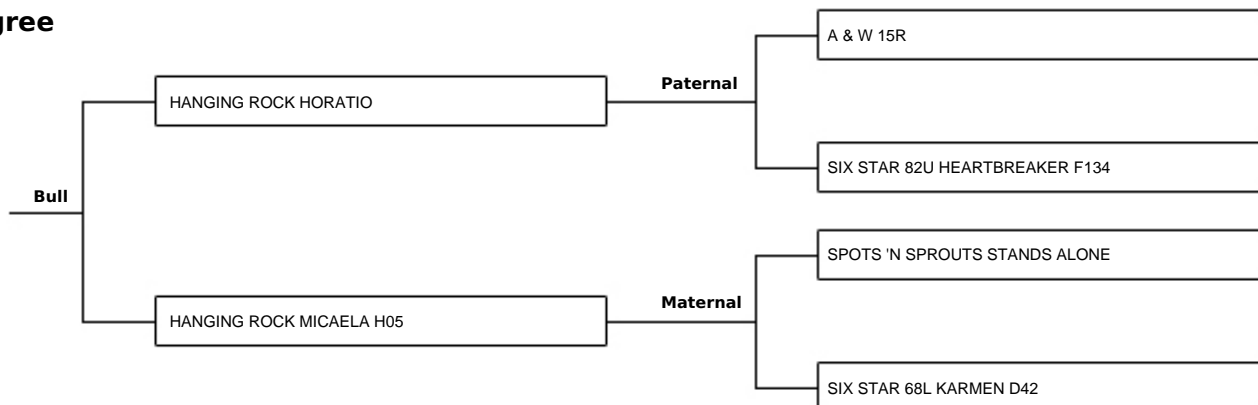 gree
A & W 15R
HANGING ROCK HORATIO
Paternal
SIX STAR 82U HEARTBREAKER F134
Bull
SPOTS 'N SPROUTS STANDS ALONE
HANGING ROCK MICAELA H05
Maternal
SIX STAR 68L KARMEN D42